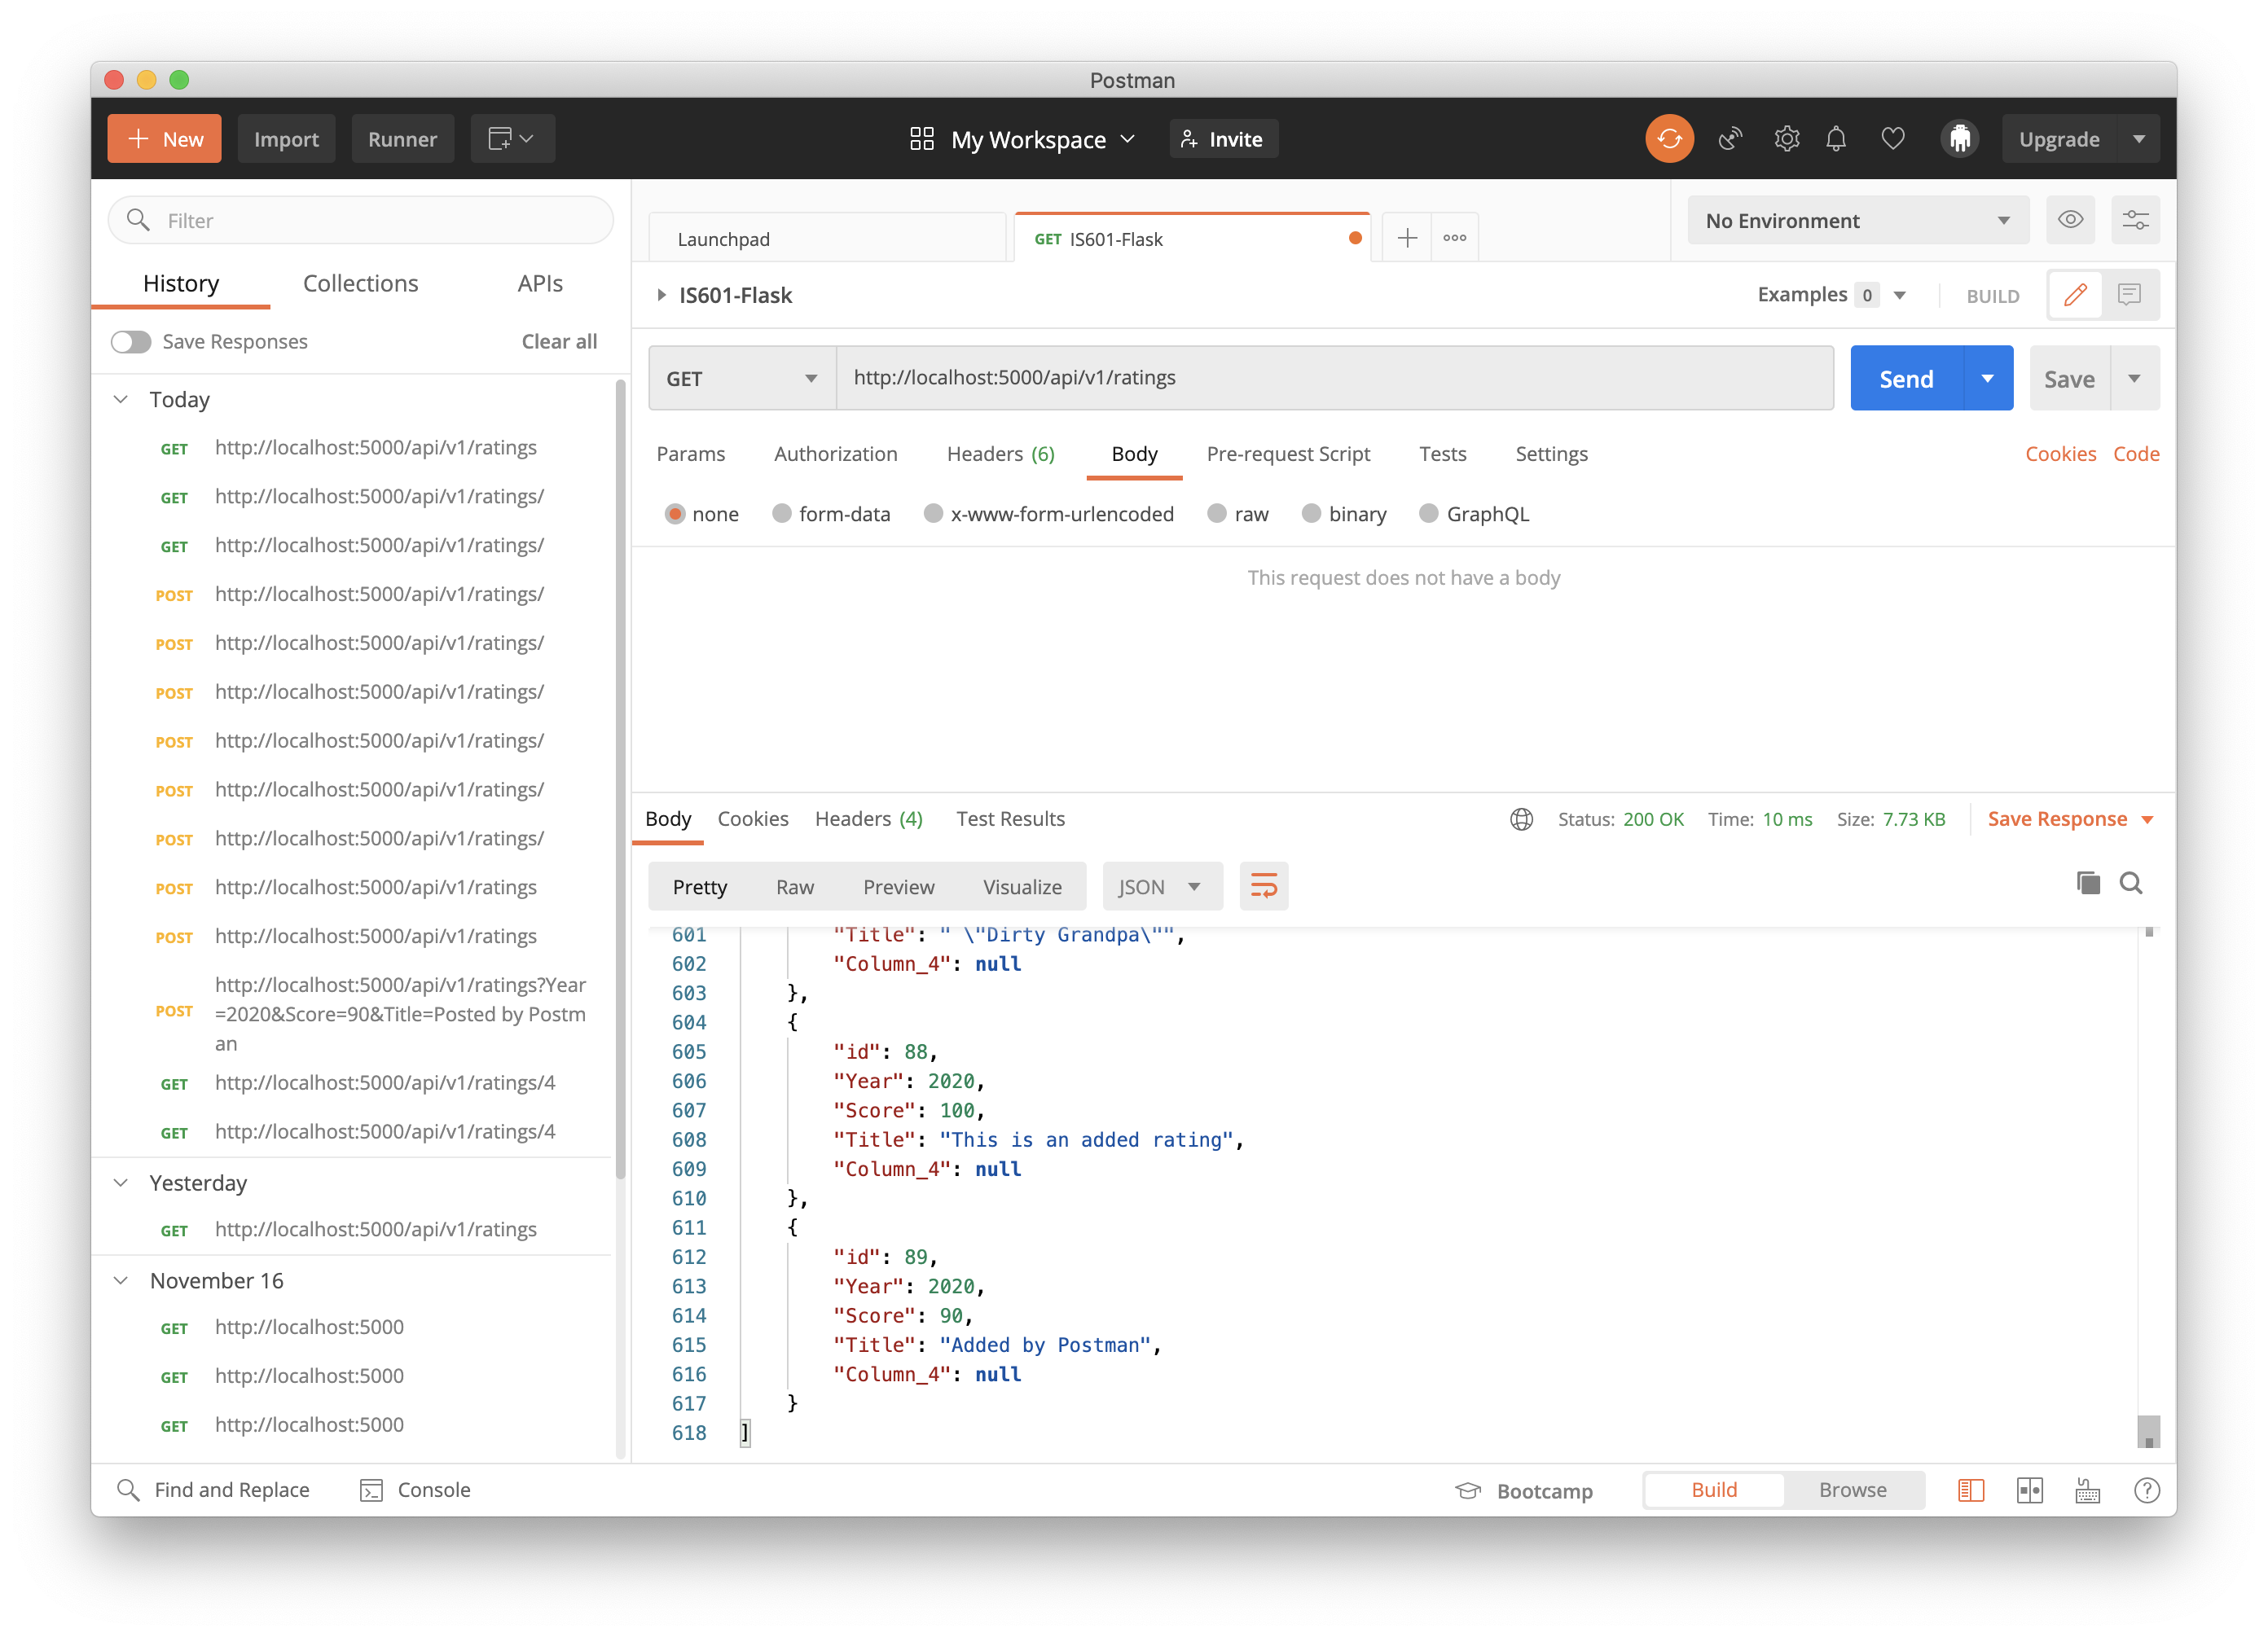 Postman
New Import Runner My Workspace Invite Upgrade
Filter
History Collections APIs
Save Responses Clear all
Today
GET http://localhost:5000/api/v1/ratings
GET http://localhost:5000/api/v1/ratings/
GET http://localhost:5000/api/v1/ratings/
POST http://localhost:5000/api/v1/ratings/
POST http://localhost:5000/api/v1/ratings/
POST http://localhost:5000/api/v1/ratings/
POST http://localhost:5000/api/v1/ratings/
POST http://localhost:5000/api/v1/ratings/
POST http://localhost:5000/api/v1/ratings/
POST http://localhost:5000/api/v1/ratings
POST http://localhost:5000/api/v1/ratings
POST http://localhost:5000/api/v1/ratings?Year
=2020&Score=90&Title=Posted by Postm
an
GET http://localhost:5000/api/v1/ratings/4
GET http://localhost:5000/api/v1/ratings/4
Yesterday
GET http://localhost:5000/api/v1/ratings
November 16
GET http://localhost:5000
GET http://localhost:5000
GET http://localhost:5000
Launchpad GET IS601-Flask No Environment
IS601-Flask Examples 0 BUILD
GET http://localhost:5000/api/v1/ratings Send Save
Params Authorization Headers (6) Body Pre-request Script Tests Settings Cookies Code
none form-data x-www-form-urlencoded raw binary GraphQL
This request does not have a body
Body Cookies Headers (4) Test Results Status: 200 OK Time: 10 ms Size: 7.73 KB Save Response
Pretty Raw Preview Visualize JSON
601 "Title": " \"Dirty Grandpa\"",
602 "Column_4": null
603 },
604 {
605 "id": 88,
606 "Year": 2020,
607 "Score": 100,
608 "Title": "This is an added rating",
609 "Column_4": null
610 },
611 {
612 "id": 89,
613 "Year": 2020,
614 "Score": 90,
615 "Title": "Added by Postman",
616 "Column_4": null
617 }
618 ]
Find and Replace Console Bootcamp Build Browse